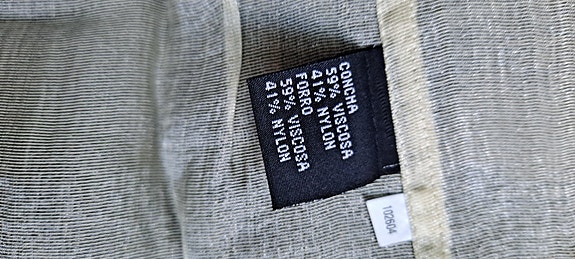 CONCHA
59% VISCOSA
41% NYLON
FORRO
59% VISCOSA
41% NYLON
102604